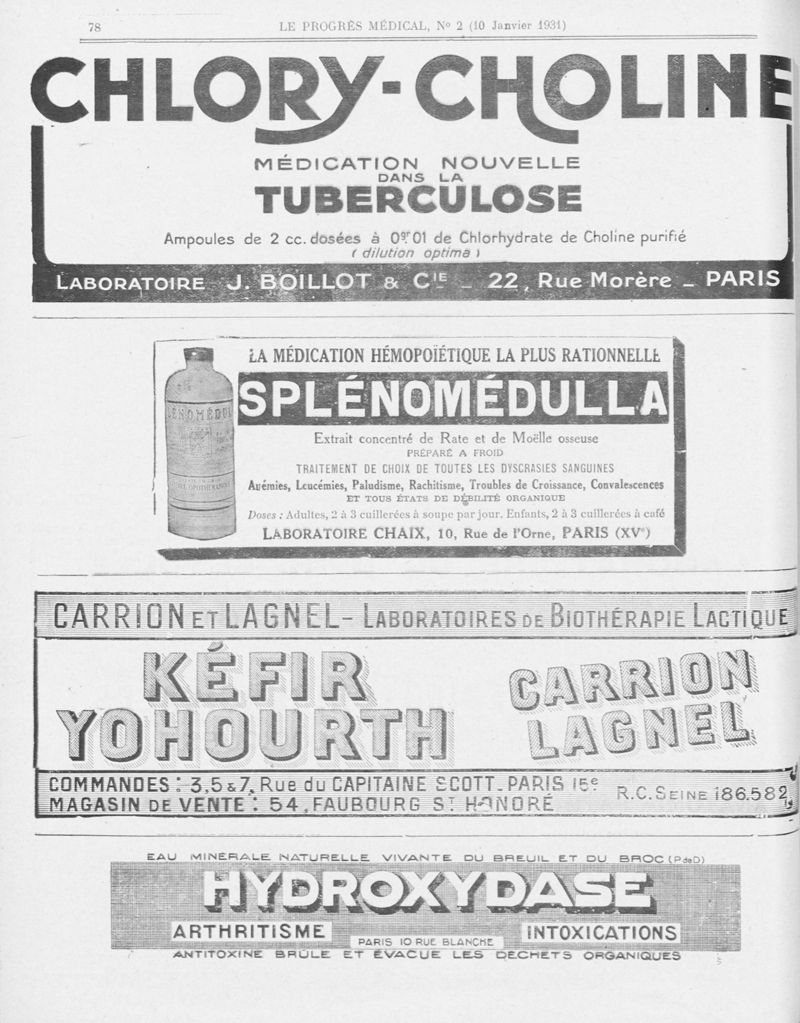 78
LE PROGRÈS MÉDICAL, Nº 2 (10 Janvier 1931)
CHLORY-CHOLINE
MÉDICATION NOUVELLE
DANS LA
TUBERCULOSE
Ampoules de 2 cc. dosées à 0gr01 de Chlorhydrate de Choline purifié
(dilution optima)
LABORATOIRE J. BOILLOT & CIE _ 22, Rue Morère _ PARIS
LA MÉDICATION HÉMOPOÏÉTIQUE LA PLUS RATIONNELLE
SPLÉNOMÉDULLA
Extrait concentré de Rate et de Moëlle osseuse
PRÉPARÉ A FROID
TRAITEMENT DE CHOIX DE TOUTES LES DYSCRASIES SANGUINES
Anémies, Leucémies, Paludisme, Rachitisme, Troubles de Croissance, Convalescences
ET TOUS ÉTATS DE DÉBILITÉ ORGANIQUE
Doses : Adultes, 2 à 3 cuillerées à soupe par jour. Enfants, 2 à 3 cuillerées à café
LABORATOIRE CHAIX, 10, Rue de l'Orne, PARIS (XVe)
CARRION ET LAGNEL - LABORATOIRES DE BIOTHÉRAPIE LACTIQUE
KÉFIR
YOHOURTH
CARRION
LAGNEL
COMMANDES : 3,5 & 7, Rue du CAPITAINE SCOTT_PARIS 15e
MAGASIN DE VENTE : 54, FAUBOURG ST HONORÉ
R.C. SEINE 186.582
EAU MINÉRALE NATURELLE VIVANTE DU BREUIL ET DU BROC (P de D)
HYDROXYDASE
ARTHRITISME
INTOXICATIONS
PARIS 10 RUE BLANCHE
ANTITOXINE BRÛLE ET ÉVACUE LES DÉCHETS ORGANIQUES